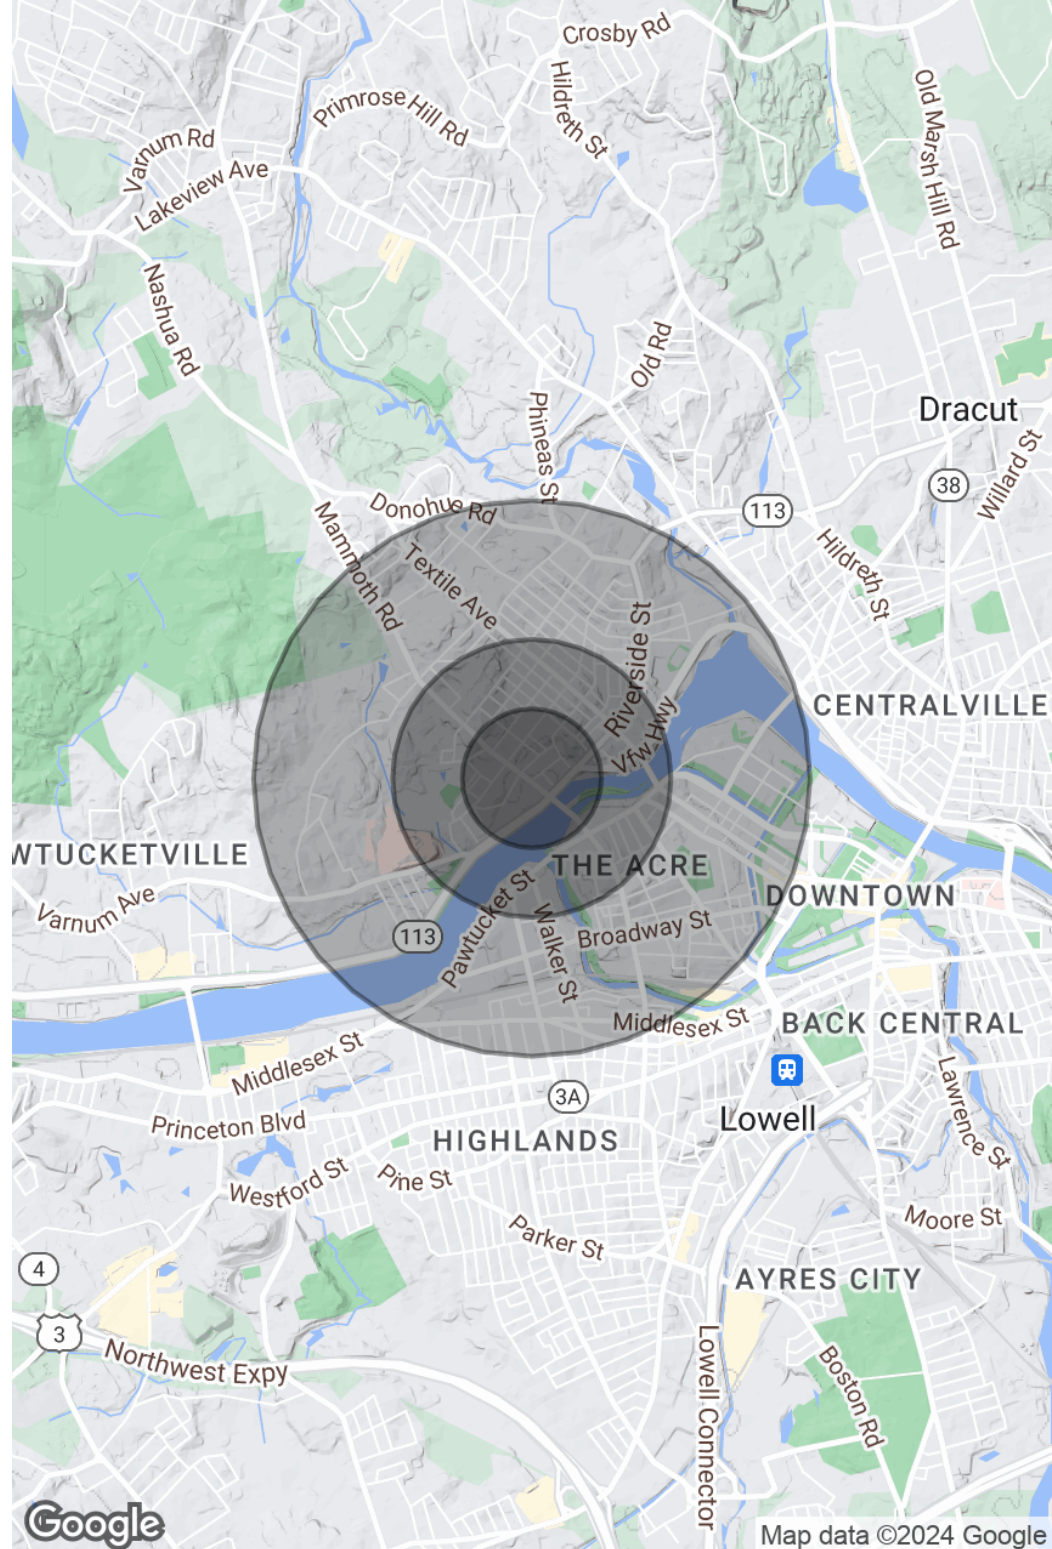 Crosby Rd
Hildreth St
Primrose Hill Rd
Old Marsh Hill Rd
Varnum Rd
Lakeview Ave
Nashua Rd
Old Rd
Phineas St
Dracut
Willard St
38
113
Donohue Rd
Mammoth Rd
Textile Ave
Hildreth St
Riverside St
Vfw Hwy
CENTRALVILLE
WTUCKETVILLE
THE ACRE
DOWNTOWN
Varnum Ave
113
Pawtucket St
Walker St
Broadway St
Middlesex St
BACK CENTRAL
Middlesex St
Lawrence St
3A
Princeton Blvd
Lowell
HIGHLANDS
Westford St
Pine St
Parker St
Moore St
4
AYRES CITY
3
Northwest Expy
Lowell Connector
Boston Rd
Google
Map data ©2024 Google